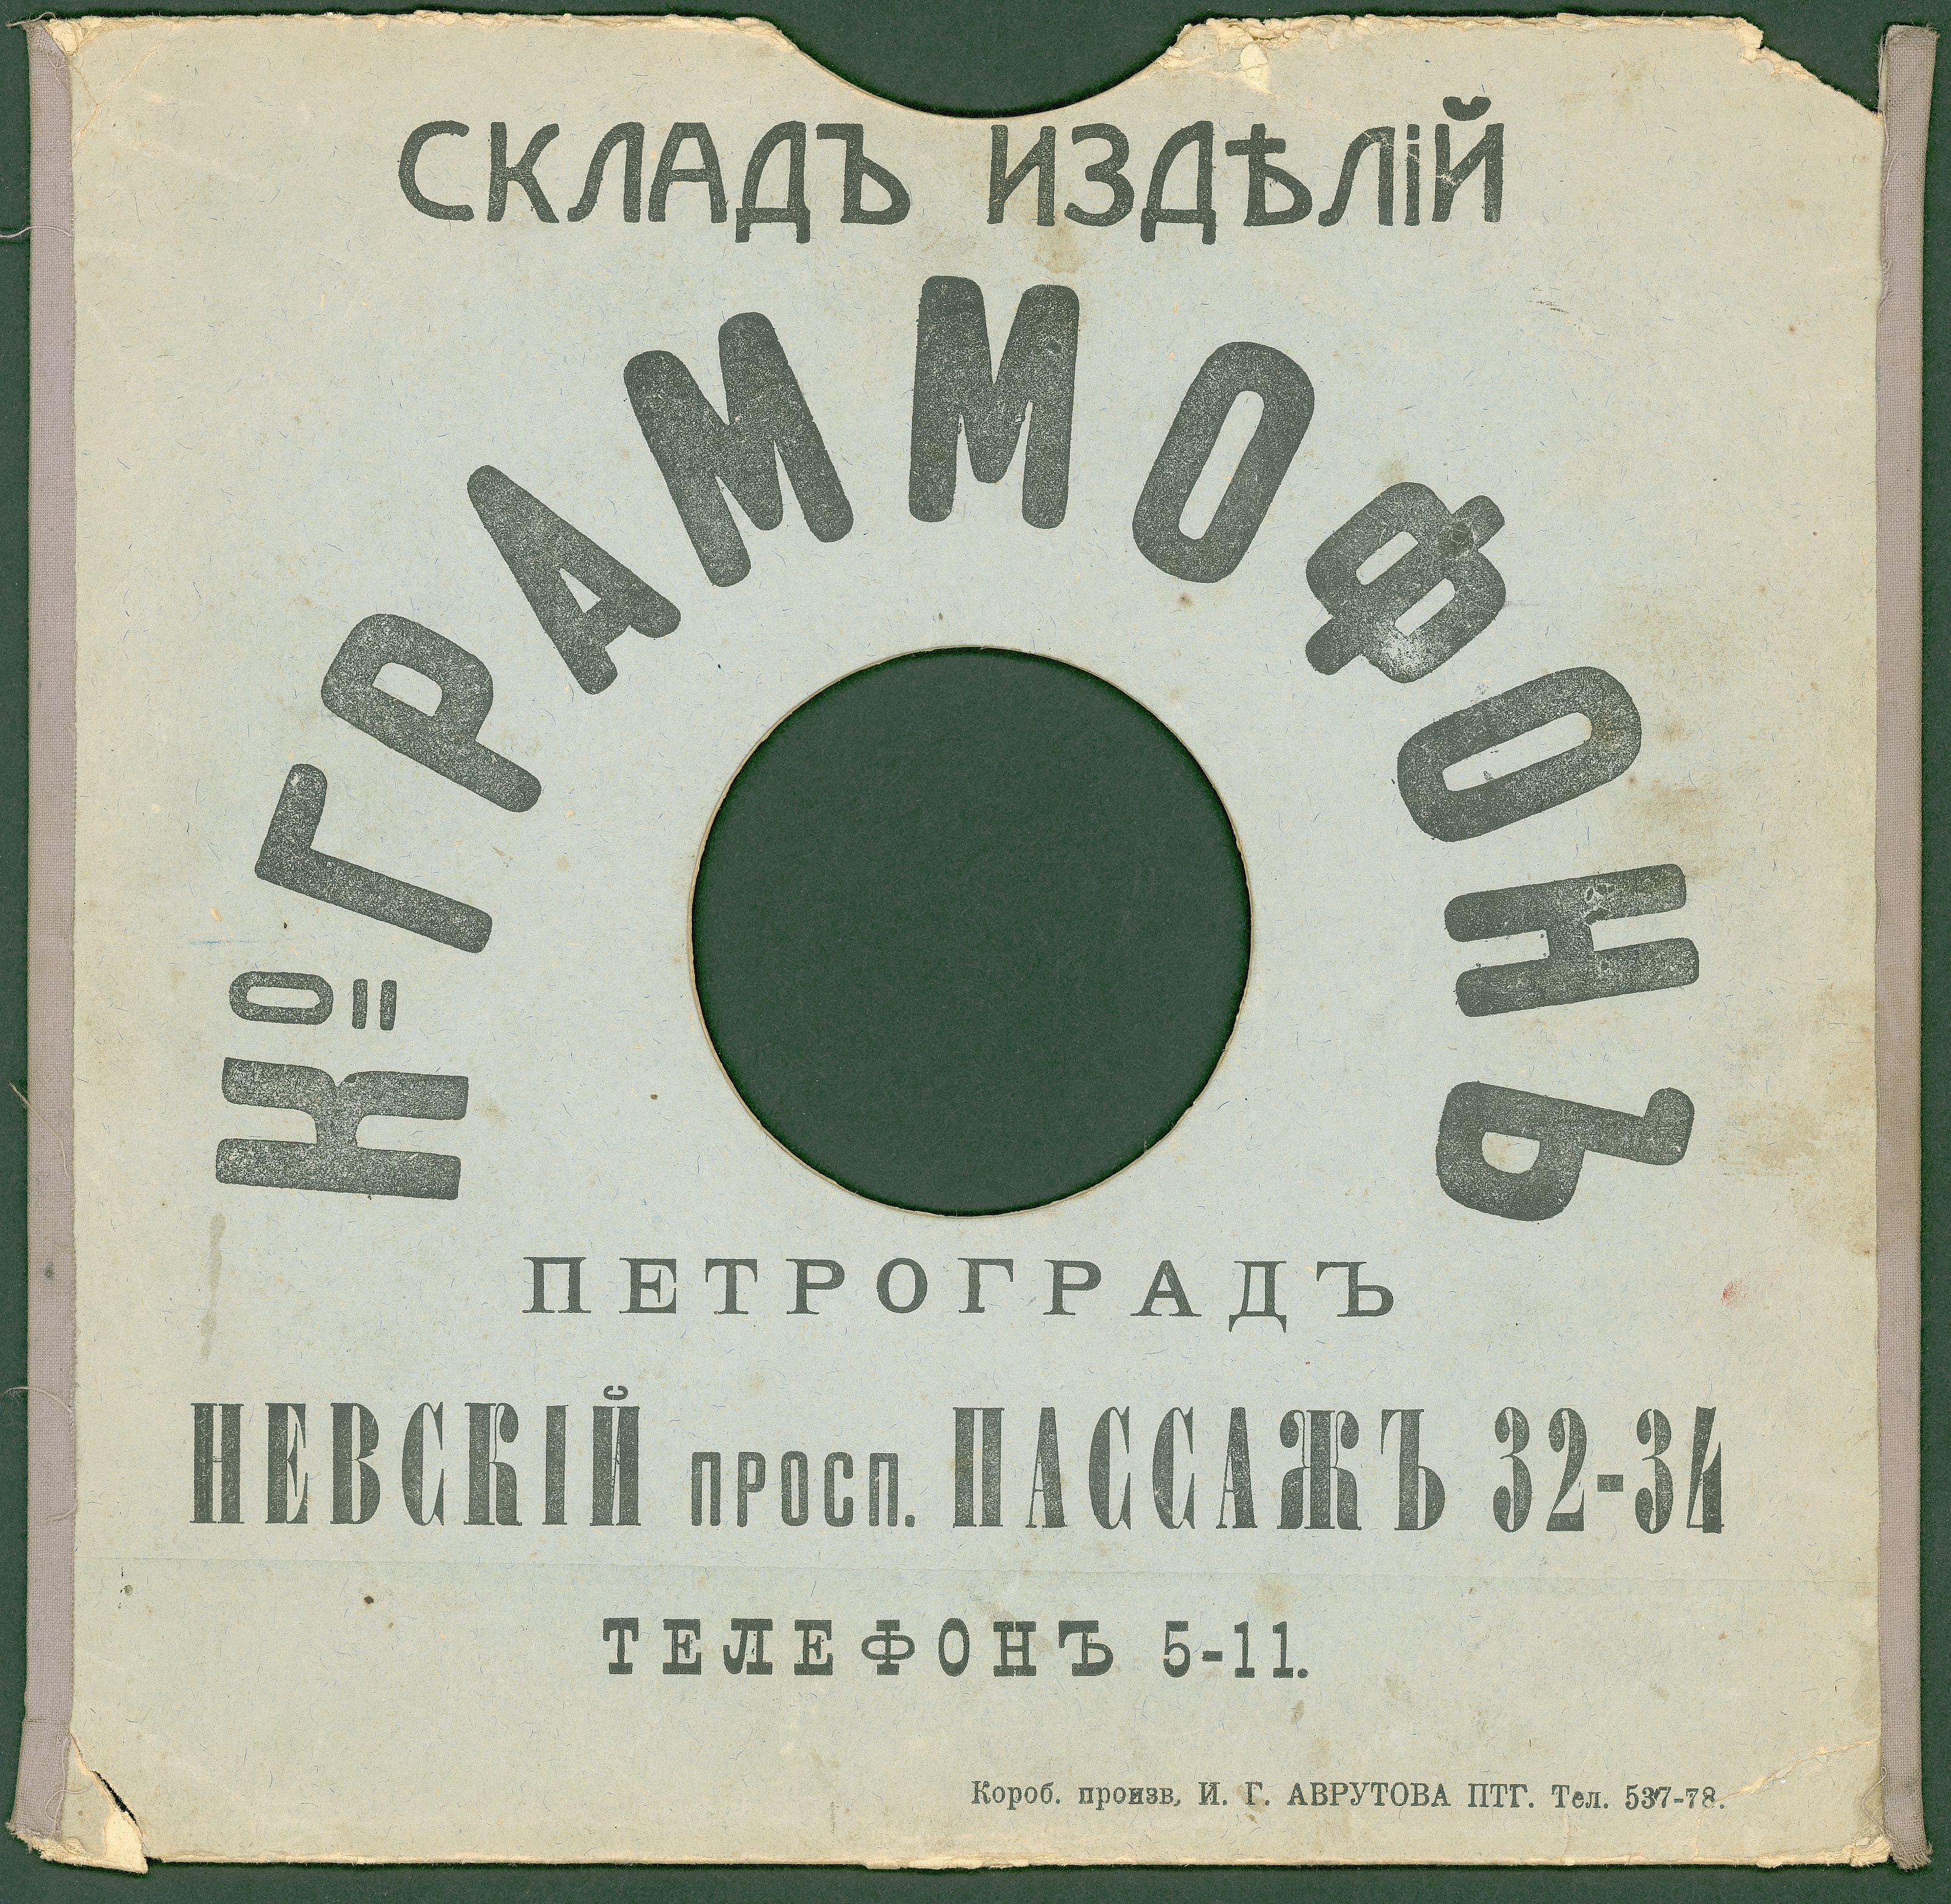 СКЛАДЪ ИЗДѢЛІЙ
Кº ГРАММОФОНЪ
ПЕТРОГРАДЪ
НЕВСКІЙ просп. ПАССАЖЪ 32-34
ТЕЛЕФОНЪ 5-11.
Короб. произв. И. Г. АВРУТОВА ПТГ. Тел. 537-78.